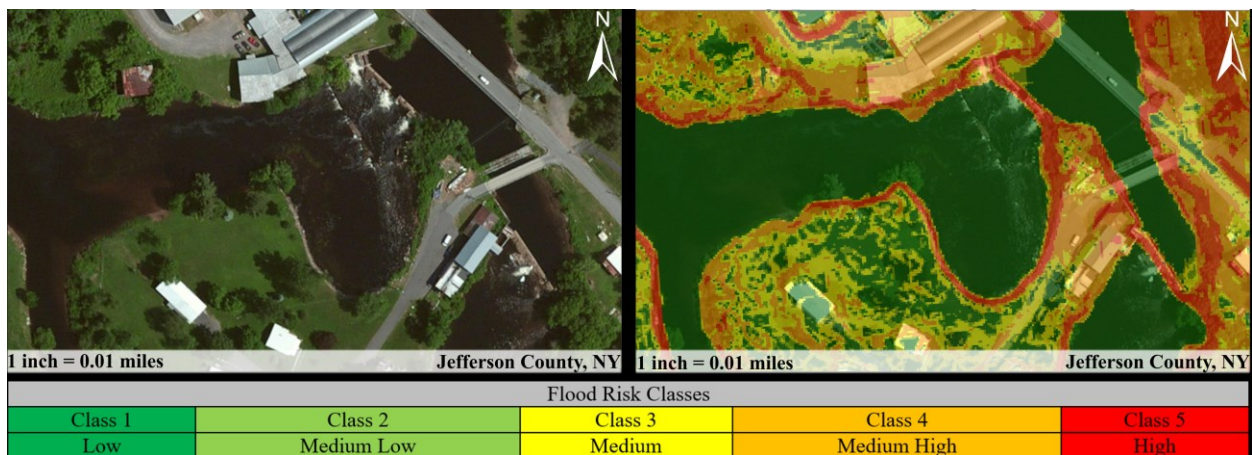 N
N
1 inch = 0.01 miles
Jefferson County, NY
1 inch = 0.01 miles
Jefferson County, NY
Flood Risk Classes
Class 1 Class 2 Class 3 Class 4 Class 5
Low Medium Low Medium Medium High High